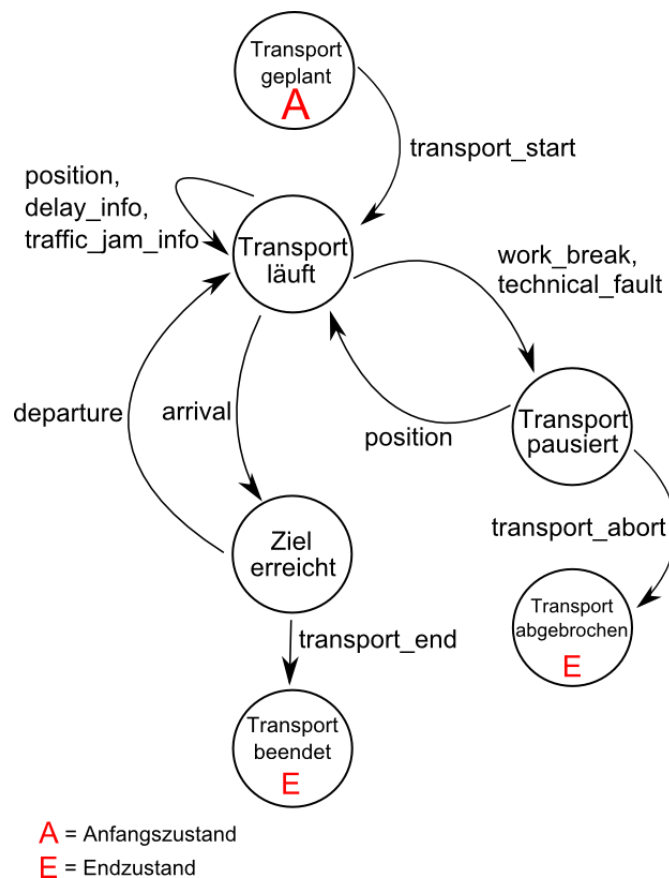 Transport
geplant
A
transport_start
position,
delay_info,
traffic_jam_info
Transport
läuft
work_break,
technical_fault
departure
arrival
position
Transport
pausiert
transport_abort
Ziel
erreicht
Transport
abgebrochen
E
transport_end
Transport
beendet
E
A = Anfangszustand
E = Endzustand